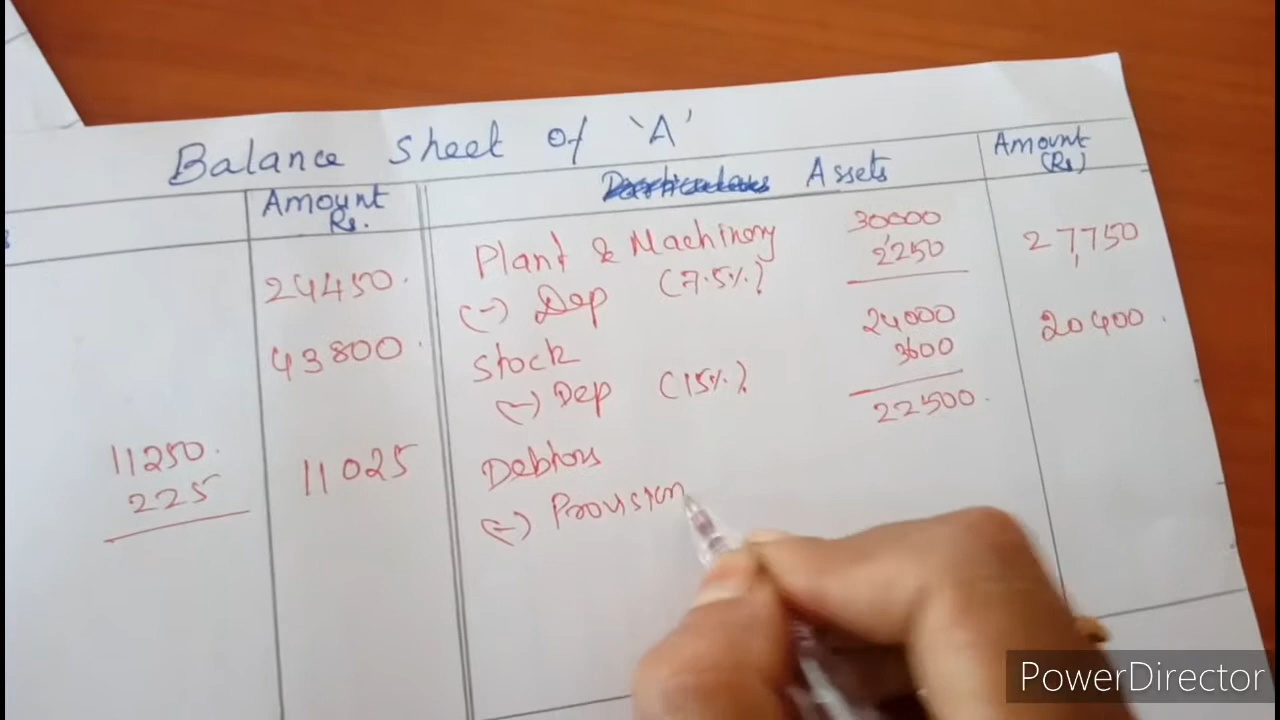 Balance Sheet of 'A'
Amount
Rs.
24450.
43800.
11250. 11025
225
Assets Amount
(Rs)
Plant & Machinery 30000
(-) Dep (7.5%) 2250 27,750
Stock 24000
(-) Dep (15%) 3600 20400.
Debtors 22500.
(-) Provision
PowerDirector